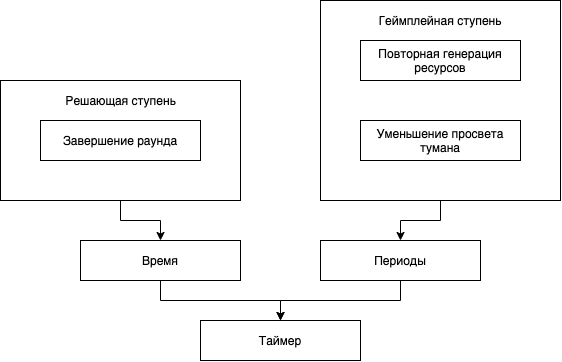 Геймплейная ступень
Повторная генерация
ресурсов
Решающая ступень
Завершение раунда
Уменьшение просвета
тумана
Время
Периоды
Таймер